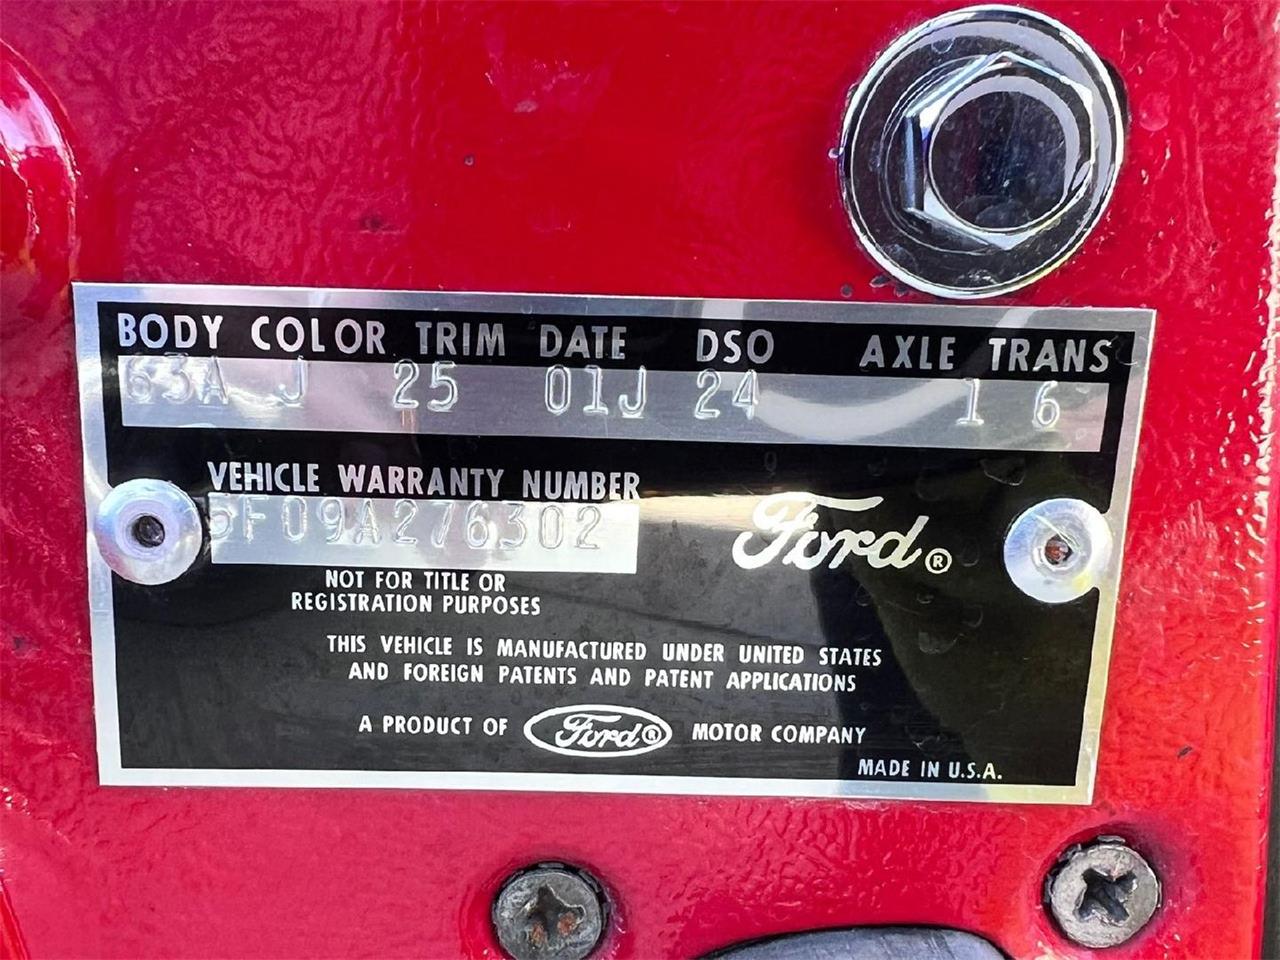 BODY COLOR TRIM DATE DSO AXLE TRANS
63A J 25 01J 24 1 6
VEHICLE WARRANTY NUMBER
5F09A276302
Ford®
NOT FOR TITLE OR
REGISTRATION PURPOSES
THIS VEHICLE IS MANUFACTURED UNDER UNITED STATES
AND FOREIGN PATENTS AND PATENT APPLICATIONS
A PRODUCT OF Ford® MOTOR COMPANY
MADE IN U.S.A.